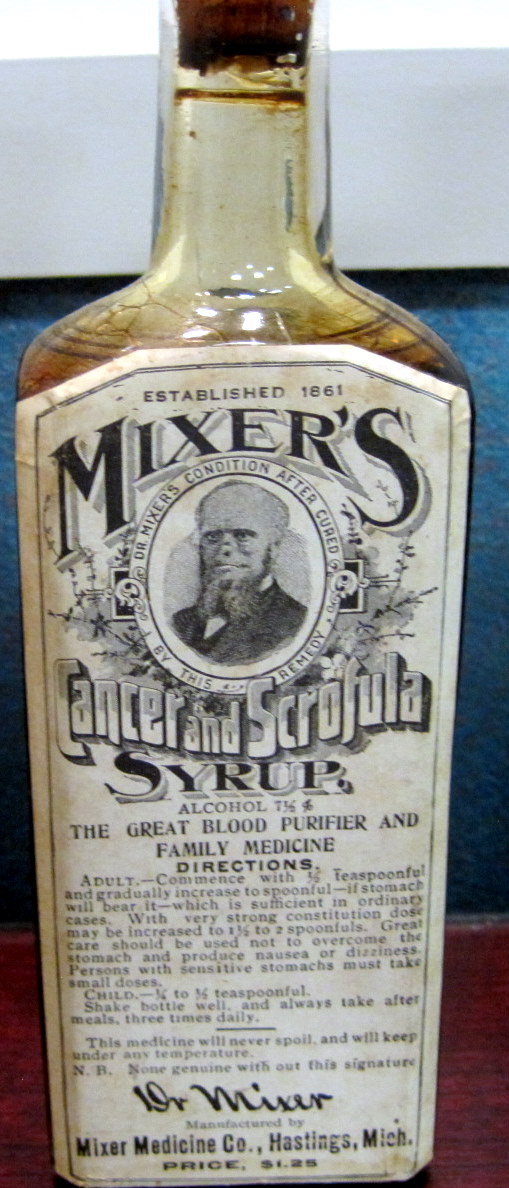 ESTABLISHED 1861
MIXER'S
DR. MIXER'S CONDITION AFTER CURED
BY THIS REMEDY
Cancer and Scrofula
SYRUP.
ALCOHOL 7½ %
THE GREAT BLOOD PURIFIER AND
FAMILY MEDICINE
DIRECTIONS.
ADULT.—Commence with ½ Teaspoonful
and gradually increase to spoonful—if stomach
will bear it—which is sufficient in ordinary
cases. With very strong constitution dose
may be increased to 1½ to 2 spoonfuls. Great
care should be used not to overcome the
stomach and produce nausea or dizziness.
Persons with sensitive stomachs must take
small doses.
CHILD.—¼ to ½ teaspoonful.
Shake bottle well, and always take after
meals, three times daily.
This medicine will never spoil, and will keep
under any temperature.
N. B. None genuine with out this signature
Dr Mixer
Manufactured by
Mixer Medicine Co., Hastings, Mich.
PRICE, $1.25